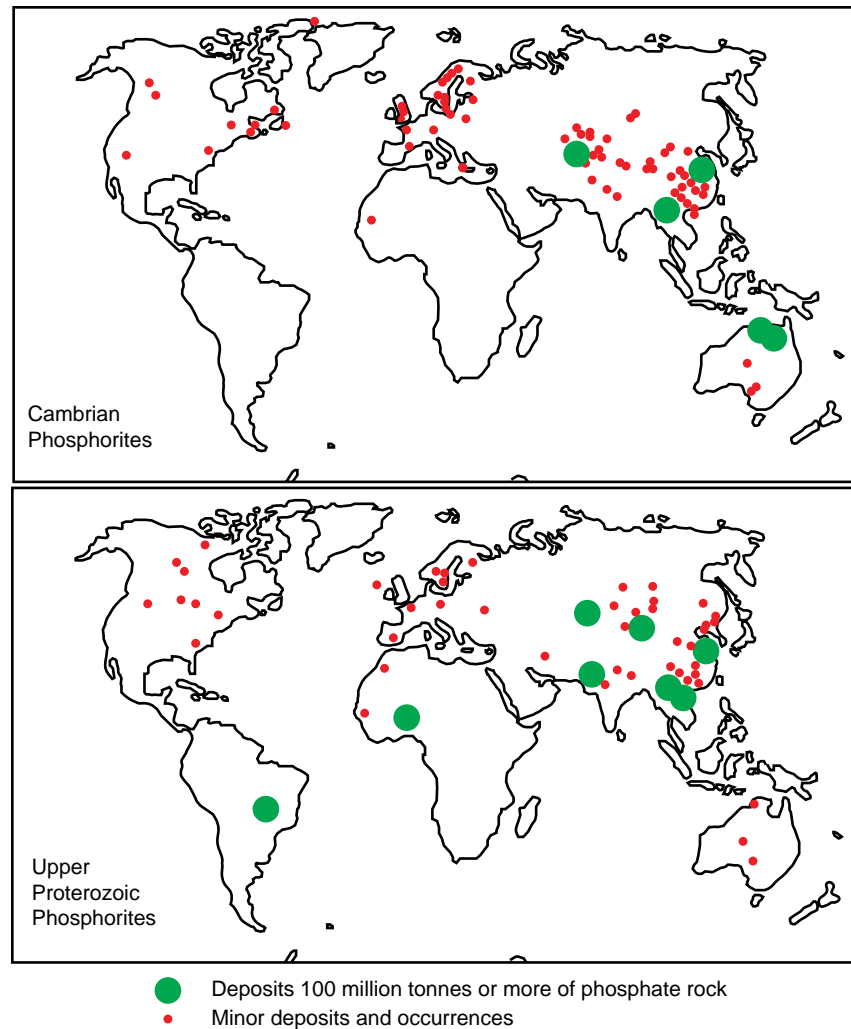 Cambrian
Phosphorites
Upper
Proterozoic
Phosphorites
Deposits 100 million tonnes or more of phosphate rock
Minor deposits and occurrences